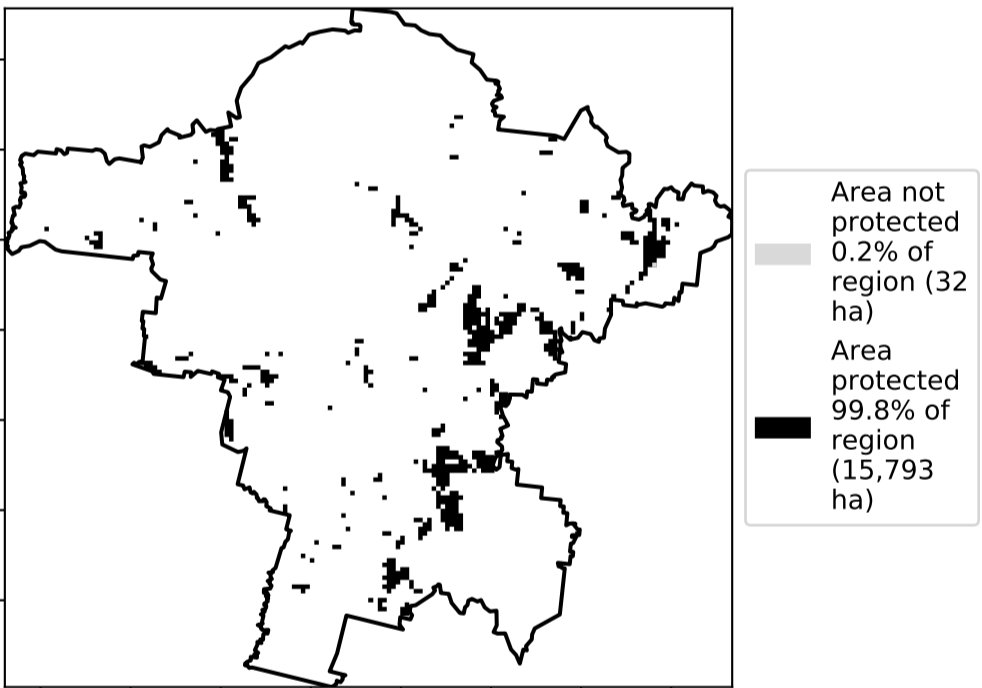 Area not
protected
0.2% of
region (32
ha)
Area
protected
99.8% of
region
(15,793
ha)